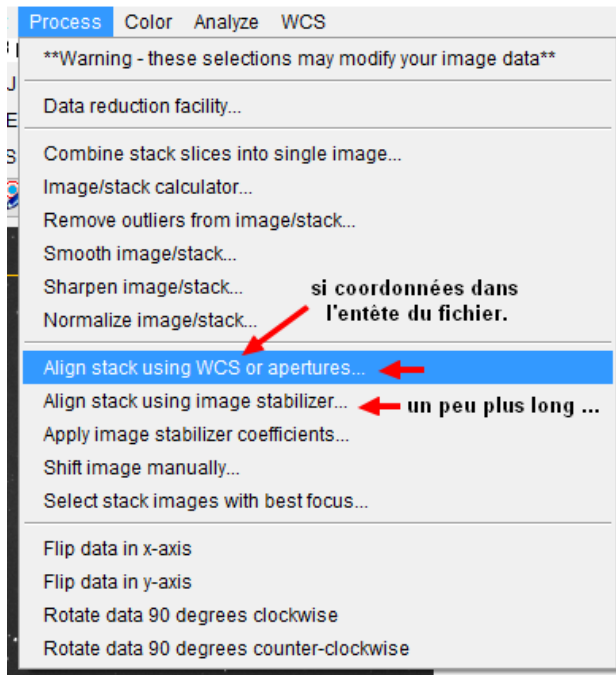 Process Color Analyze WCS
**Warning - these selections may modify your image data**
Data reduction facility...
Combine stack slices into single image...
Image/stack calculator...
Remove outliers from image/stack...
Smooth image/stack...
Sharpen image/stack...
si coordonnées dans
l'entête du fichier.
Normalize image/stack...
Align stack using WCS or apertures...
Align stack using image stabilizer...
un peu plus long ...
Apply image stabilizer coefficients...
Shift image manually...
Select stack images with best focus...
Flip data in x-axis
Flip data in y-axis
Rotate data 90 degrees clockwise
Rotate data 90 degrees counter-clockwise